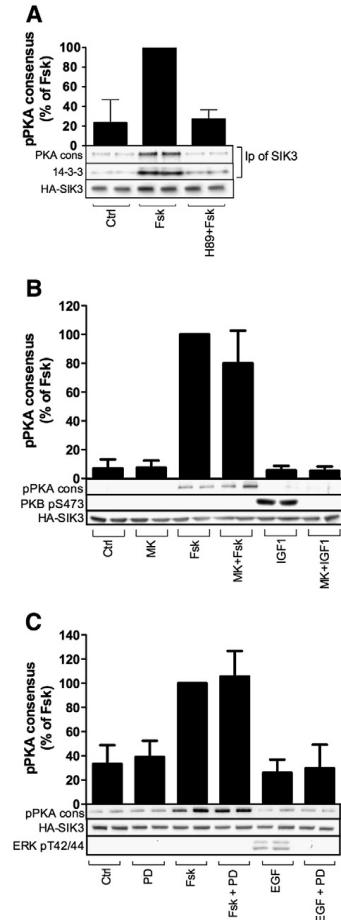 A
pPKA consensus
(% of Fsk)
100
80
60
40
20
0
PKA cons
14-3-3
HA-SIK3
Ip of SIK3
Ctrl
Fsk
H89+Fsk
B
pPKA consensus
(% of Fsk)
120
100
80
60
40
20
0
pPKA cons
PKB pS473
HA-SIK3
Ctrl
MK
Fsk
MK+Fsk
IGF1
MK+IGF1
C
pPKA consensus
(% of Fsk)
140
120
100
80
60
40
20
0
pPKA cons
HA-SIK3
ERK pT42/44
Ctrl
PD
Fsk
Fsk + PD
EGF
EGF + PD